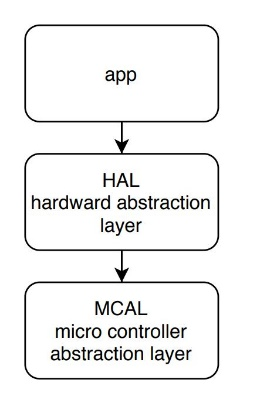 app
HAL
hardward abstraction
layer
MCAL
micro controller
abstraction layer